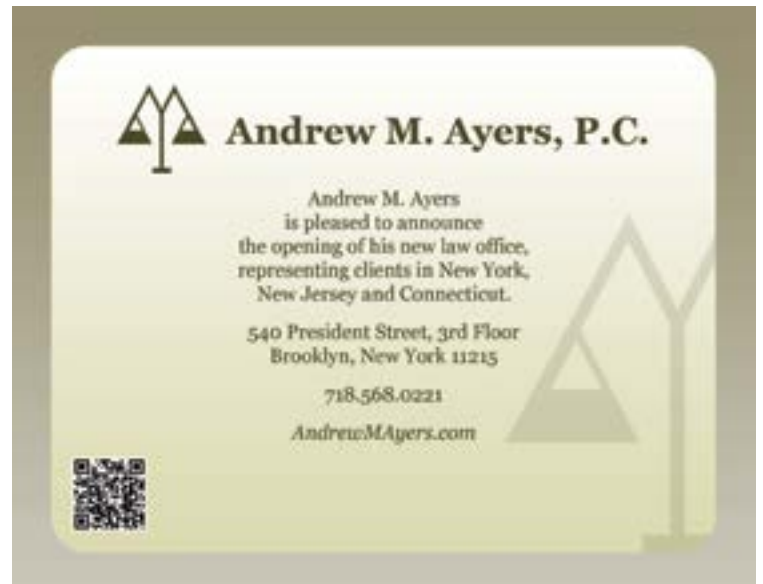 Andrew M. Ayers, P.C.
Andrew M. Ayers
is pleased to announce
the opening of his new law office,
representing clients in New York,
New Jersey and Connecticut.
540 President Street, 3rd Floor
Brooklyn, New York 11215
718.568.0221
AndrewMAyers.com